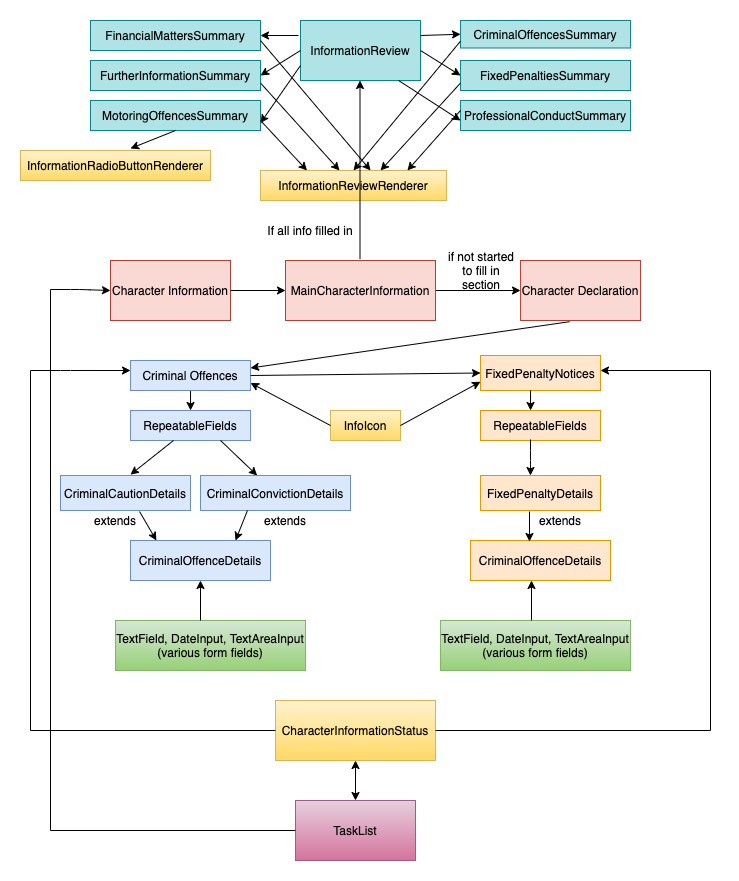 FinancialMattersSummary
InformationReview
CriminalOffencesSummary
FurtherInformationSummary
FixedPenaltiesSummary
MotoringOffencesSummary
ProfessionalConductSummary
InformationRadioButtonRenderer
InformationReviewRenderer
If all info filled in
if not started
to fill in
section
Character Information
MainCharacterInformation
Character Declaration
Criminal Offences
FixedPenaltyNotices
RepeatableFields
InfoIcon
RepeatableFields
CriminalCautionDetails
CriminalConvictionDetails
FixedPenaltyDetails
extends
extends
extends
CriminalOffenceDetails
CriminalOffenceDetails
TextField, DateInput, TextAreaInput
(various form fields)
TextField, DateInput, TextAreaInput
(various form fields)
CharacterInformationStatus
TaskList